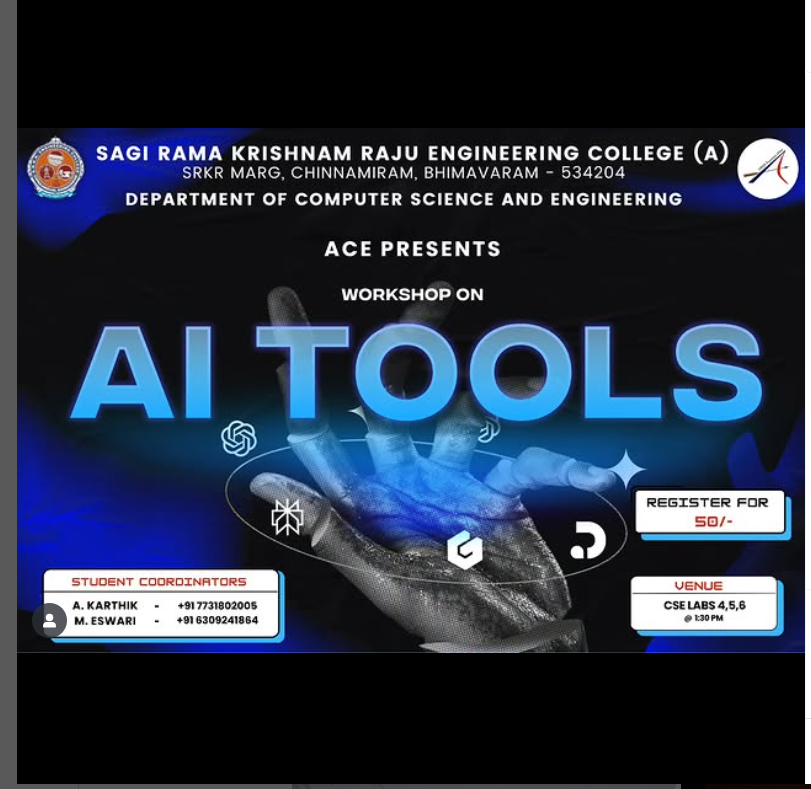 SAGI RAMA KRISHNAM RAJU ENGINEERING COLLEGE (A)
SRKR MARG, CHINNAMIRAM, BHIMAVARAM - 534204
DEPARTMENT OF COMPUTER SCIENCE AND ENGINEERING
ACE PRESENTS
WORKSHOP ON
AI TOOLS
REGISTER FOR
50/-
STUDENT COORDINATORS
A. KARTHIK - +91 7731802005
M. ESWARI - +91 6309241864
VENUE
CSE LABS 4,5,6
@ 1:30 PM